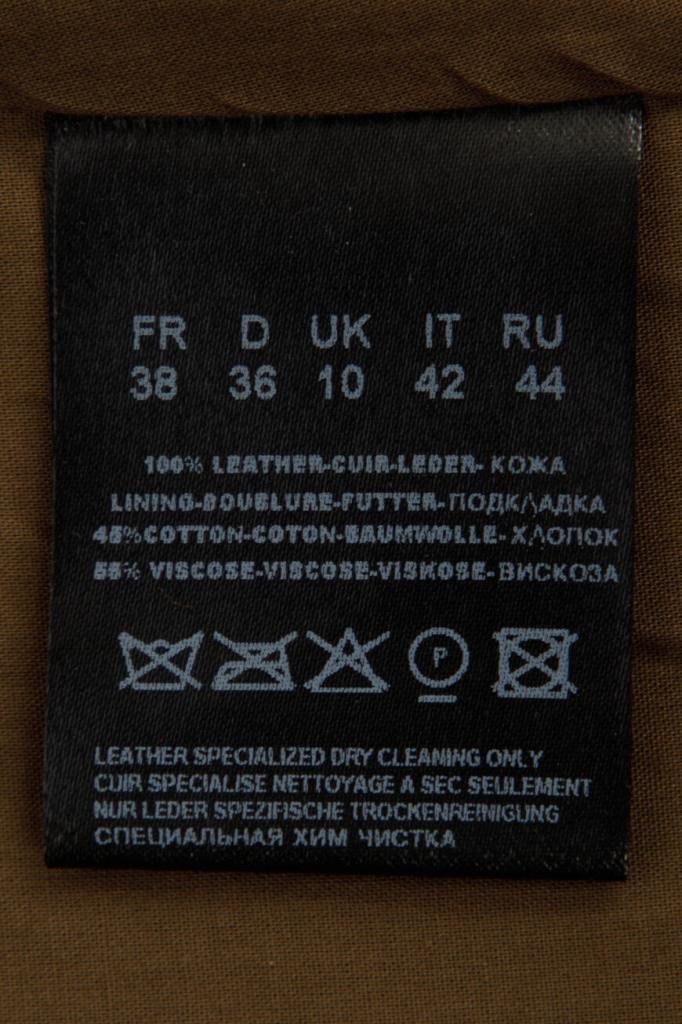 FR D UK IT RU
38 36 10 42 44
100% LEATHER-CUIR-LEDER- КОЖА
LINING-DOUBLURE-FUTTER-ПОДКЛАДКА
45%COTTON-COTON-BAUMWOLLE-ХЛОПОК
55% VISCOSE-VISCOSE-VISKOSE-ВИСКОЗА
P
LEATHER SPECIALIZED DRY CLEANING ONLY
CUIR SPECIALISE NETTOYAGE A SEC SEULEMENT
NUR LEDER SPEZIFISCHE TROCKENREINIGUNG
СПЕЦИАЛЬНАЯ ХИМ ЧИСТКА